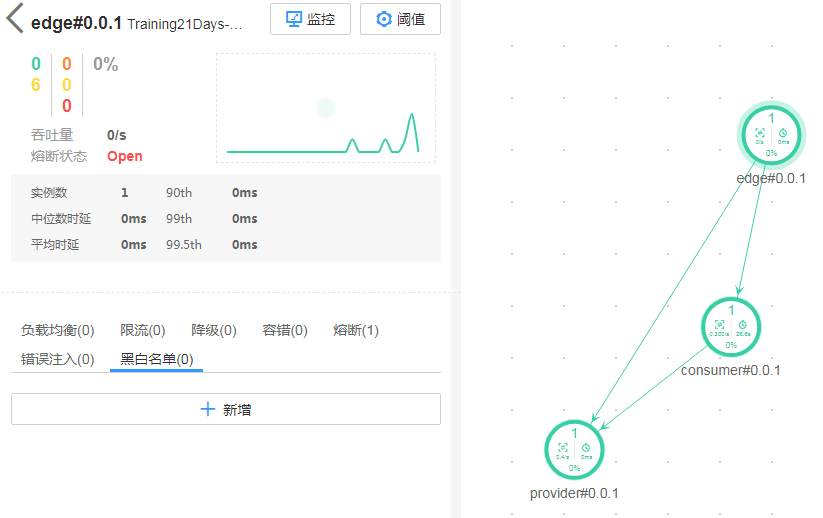 edge#0.0.1 Training21Days-...
监控
阈值
0 0 0%
6 0
0
吞吐量 0/s
熔断状态 Open
实例数 1 90th 0ms
中位数时延 0ms 99th 0ms
平均时延 0ms 99.5th 0ms
负载均衡(0) 限流(0) 降级(0) 容错(0) 熔断(1)
错误注入(0) 黑白名单(0)
新增
1
0/s 0ms
0%
edge#0.0.1
1
0.300/s 26.6s
0%
consumer#0.0.1
1
0.4/s 0ms
0%
provider#0.0.1